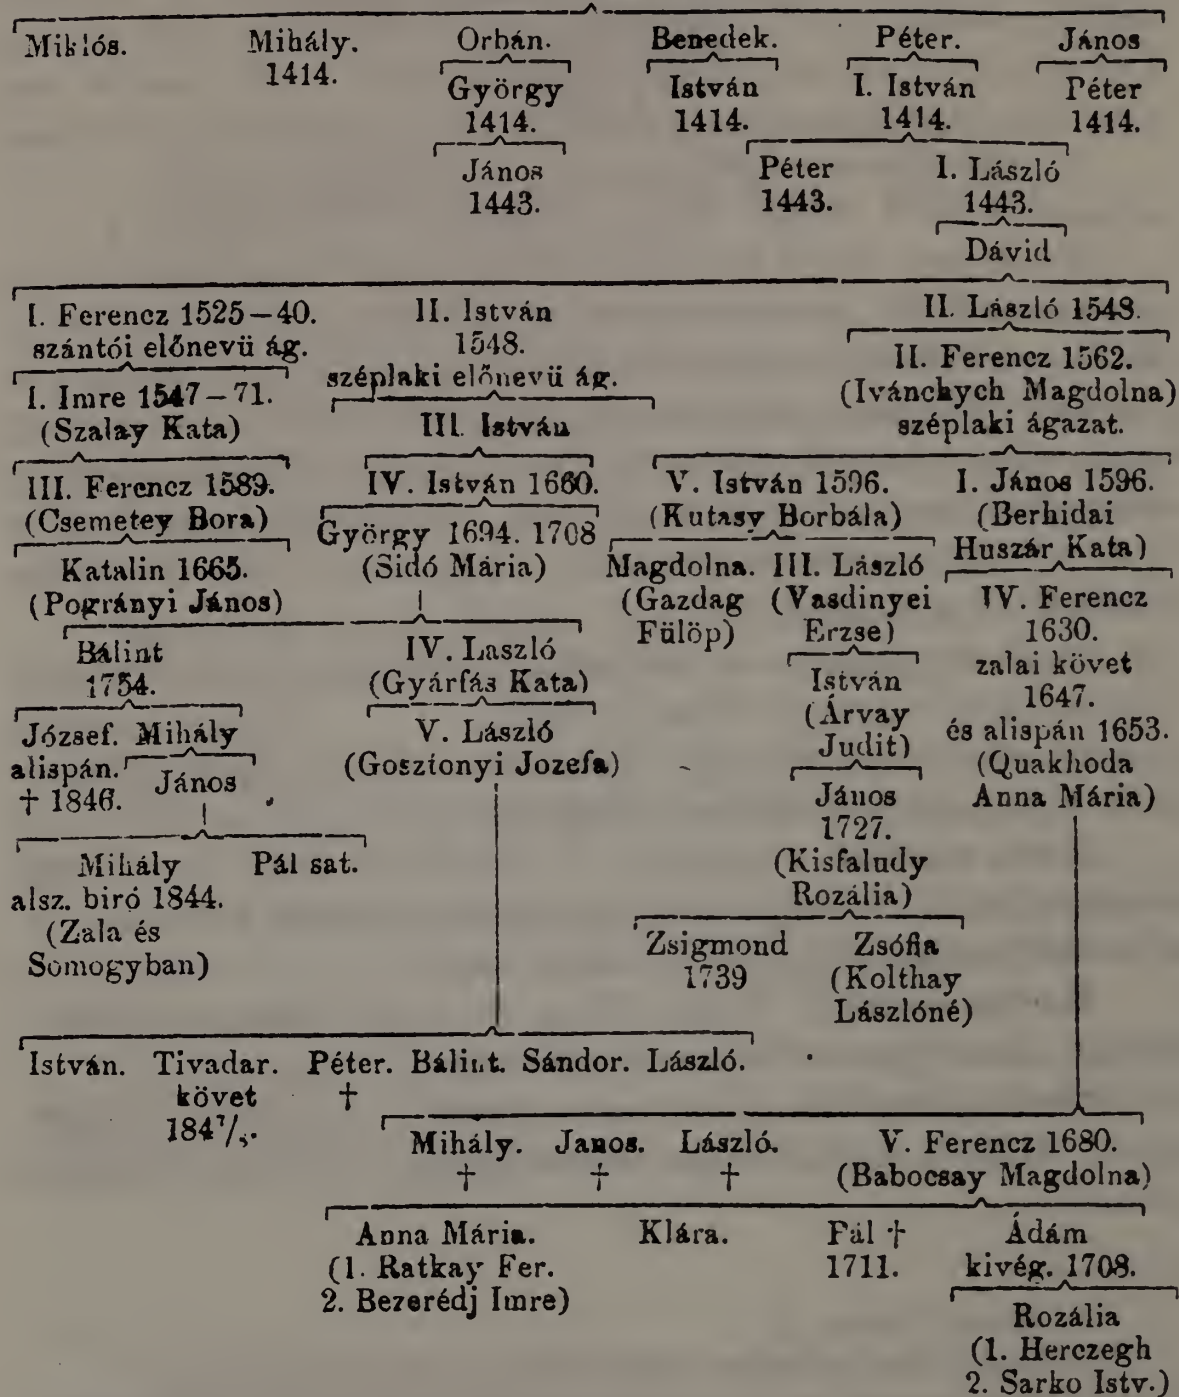 Miklós. Mihály. Orbán. Benedek. Péter. János
1414. György István I. István Péter
1414. 1414. 1414. 1414.
János Péter I. László
1443. 1443. 1443.
Dávid
I. Ferencz 1525–40. II. István II. László 1548.
szántói előnevü ág. 1548. II. Ferencz 1562.
széplaki előnevü ág. (Ivánchych Magdolna)
I. Imre 1547–71. III. István széplaki ágazat.
(Szalay Kata)
III. Ferencz 1589. IV. István 1660. V. István 1596. I. János 1596.
(Csemetey Bora) (Kutasy Borbála) (Berhidai
György 1694. 1708 Huszár Kata)
Katalin 1665. (Sidó Mária) Magdolna. III. László
(Pogrányi János) (Gazdag (Vasdinyei IV. Ferencz
Fülöp) Erzse) 1630.
Bálint IV. Laszló zalai követ
1754. (Gyárfás Kata) István 1647.
(Árvay és alispán 1653.
József. Mihály V. László Judit) (Quakhoda
alispán. János (Gosztonyi Jozefa) Anna Mária)
† 1846. János
1727.
Mihály Pál sat. (Kisfaludy
alsz. biró 1844. Rozália)
(Zala és Zsigmond Zsófia
Somogyban) 1739 (Kolthay
Lászlóné)
István. Tivadar. Péter. Bálint. Sándor. László.
követ †
184⁷/₈.
Mihály. Janos. László. V. Ferencz 1680.
† † † (Babocsay Magdolna)
Anna Mária. Klára. Pál † Ádám
(1. Ratkay Fer. 1711. kivég. 1708.
2. Bezerédj Imre)
Rozália
(1. Herczegh
2. Sarko Istv.)